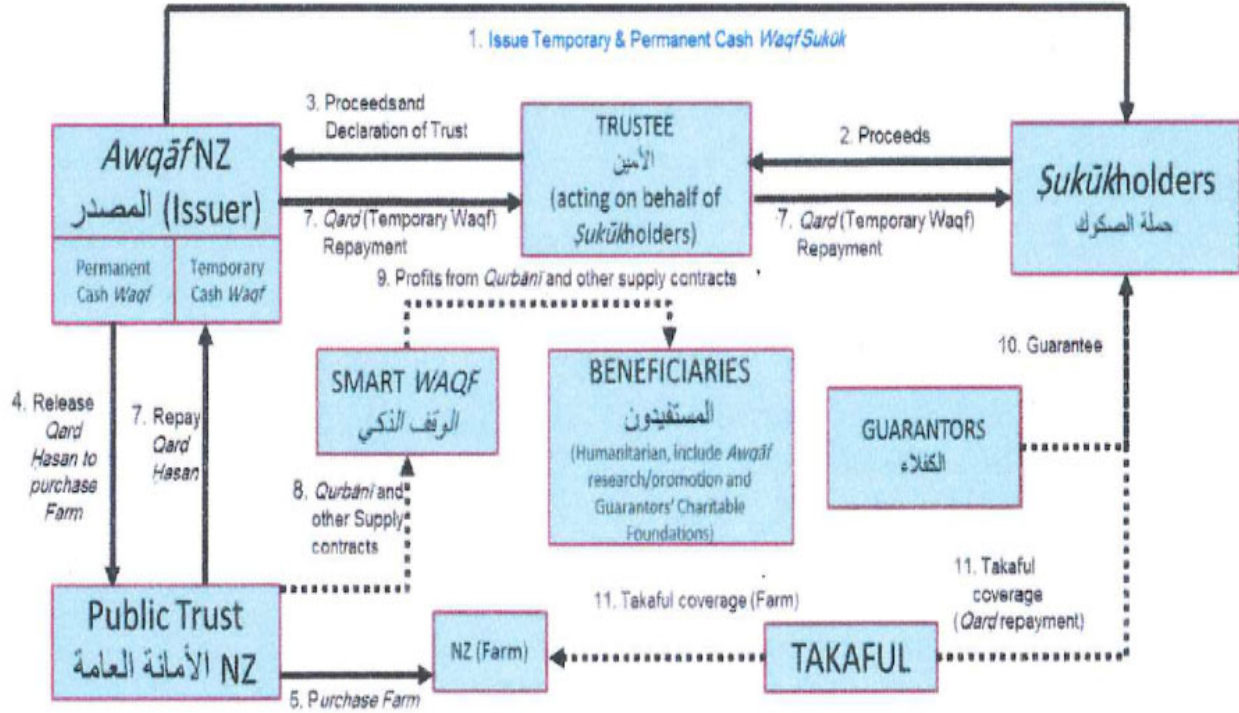 1. Issue Temporary & Permanent Cash Waqf Ṣukūk
3. Proceeds and
Declaration of Trust
Awqāf NZ
المصدر (Issuer)
Permanent
Cash Waqf
Temporary
Cash Waqf
TRUSTEE
الأمين
(acting on behalf of
Ṣukūkholders)
2. Proceeds
Ṣukūkholders
حملة الصكوك
7. Qard (Temporary Waqf)
Repayment
7. Qard (Temporary Waqf)
Repayment
9. Profits from Qurbāni and other supply contracts
4. Release
Qard
Ḥasan to
purchase
Farm
7. Repay
Qard
Ḥasan
SMART WAQF
الوقف الذكي
BENEFICIARIES
المستفيدون
(Humanitarian, include Awqāf
research/promotion and
Guarantors' Charitable
Foundations)
10. Guarantee
GUARANTORS
الكفلاء
8. Qurbāni and
other Supply
contracts
Public Trust
الأمانة العامة NZ
5. Purchase Farm
NZ (Farm)
11. Takaful coverage (Farm)
TAKAFUL
11. Takaful
coverage
(Qard repayment)